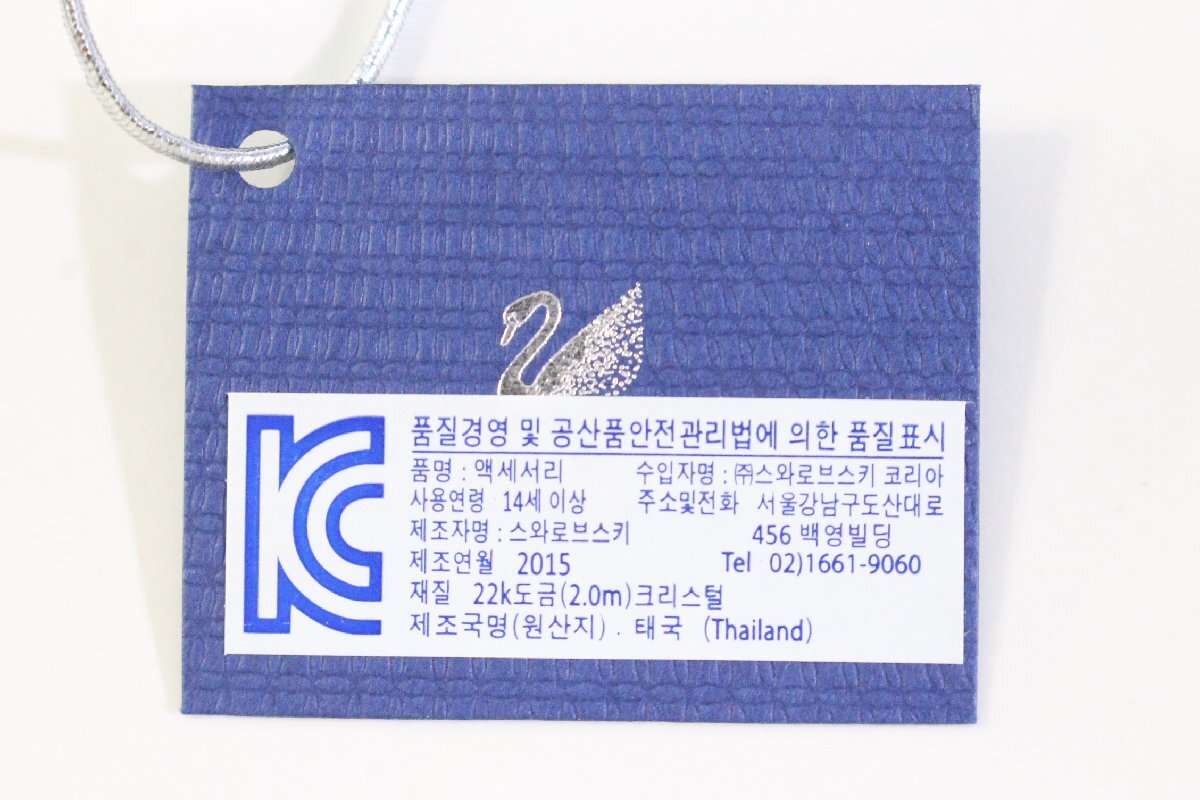 KC
품질경영 및 공산품안전관리법에 의한 품질표시
품명 : 액세서리 수입자명 : ㈜스와로브스키 코리아
사용연령 14세 이상 주소및전화 서울강남구도산대로
제조자명 : 스와로브스키 456 백영빌딩
제조연월 2015 Tel 02)1661-9060
재질 22k도금(2.0m)크리스털
제조국명(원산지) . 태국 (Thailand)